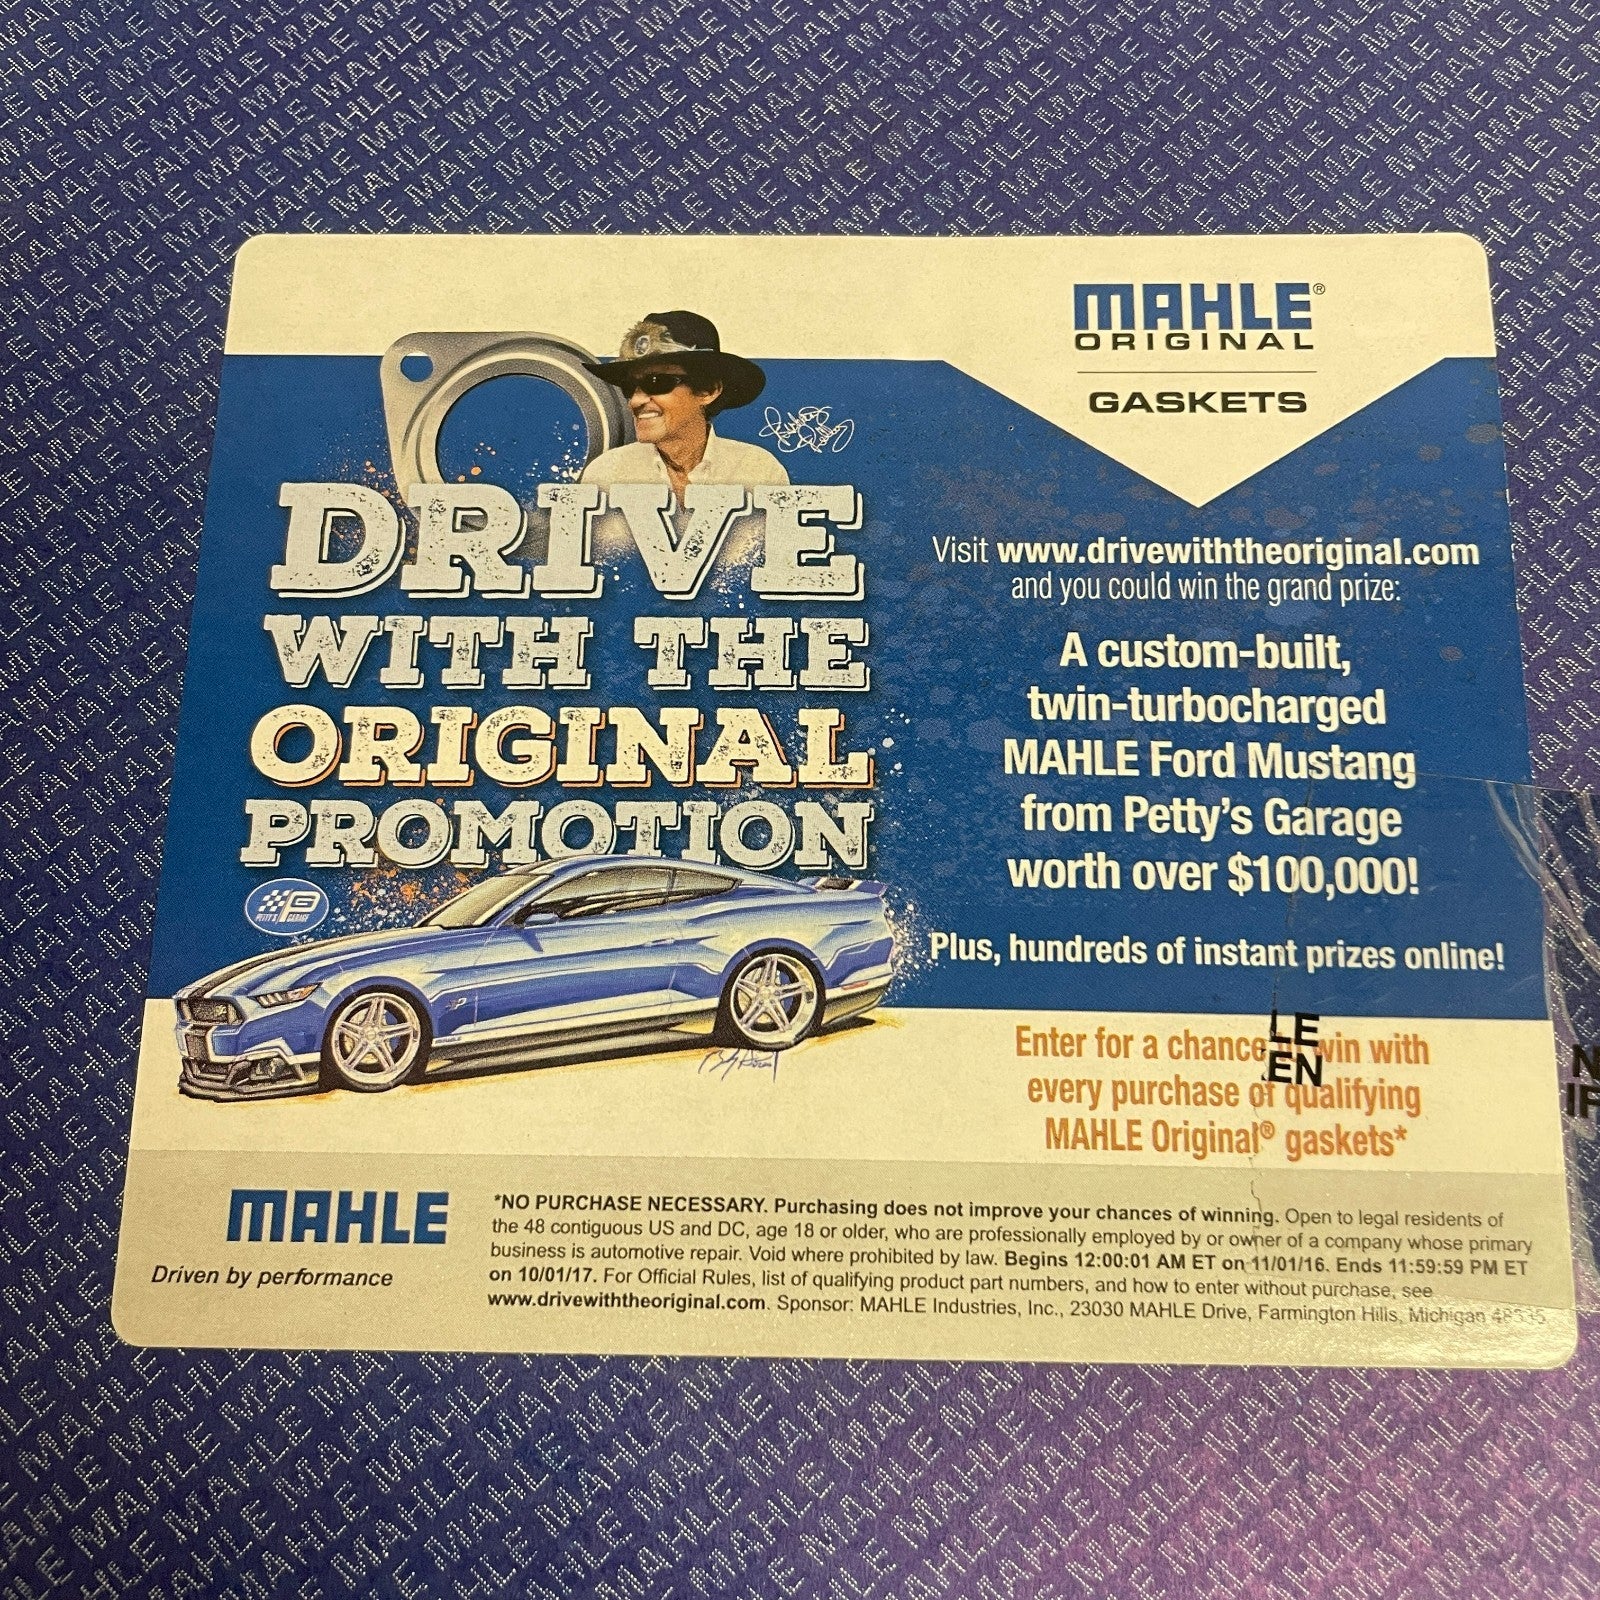 MAHLE®
ORIGINAL
GASKETS
DRIVE
WITH THE
ORIGINAL
PROMOTION
PETTY'S GARAGE
Visit www.drivewiththeoriginal.com
and you could win the grand prize:
A custom-built,
twin-turbocharged
MAHLE Ford Mustang
from Petty's Garage
worth over $100,000!
Plus, hundreds of instant prizes online!
Enter for a chance win with
every purchase of qualifying
MAHLE Original® gaskets*
LE
EN
MAHLE
Driven by performance
*NO PURCHASE NECESSARY. Purchasing does not improve your chances of winning. Open to legal residents of
the 48 contiguous US and DC, age 18 or older, who are professionally employed by or owner of a company whose primary
business is automotive repair. Void where prohibited by law. Begins 12:00:01 AM ET on 11/01/16. Ends 11:59:59 PM ET
on 10/01/17. For Official Rules, list of qualifying product part numbers, and how to enter without purchase, see
www.drivewiththeoriginal.com. Sponsor: MAHLE Industries, Inc., 23030 MAHLE Drive, Farmington Hills, Michigan 48335